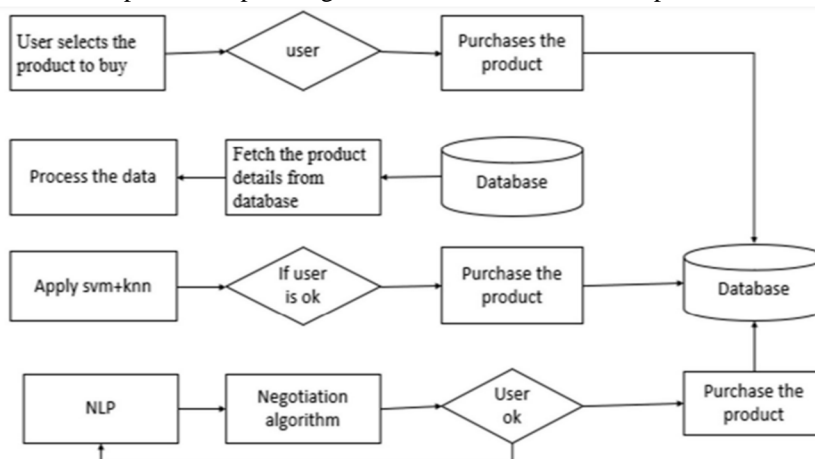 User selects the
product to buy
user
Purchases the
product
Process the data
Fetch the product
details from
database
Database
Apply svm+knn
If user
is ok
Purchase the
product
Database
NLP
Negotiation
algorithm
User
ok
Purchase the
product